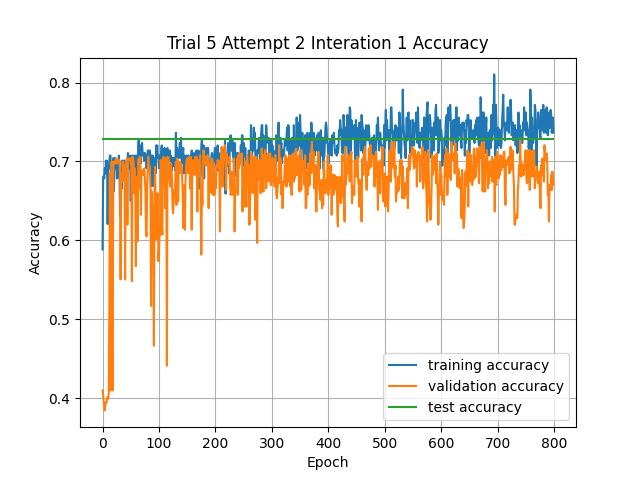 Trial 5 Attempt 2 Interation 1 Accuracy
0.8
0.7
0.6
0.5
0.4
Accuracy
training accuracy
validation accuracy
test accuracy
0 100 200 300 400 500 600 700 800
Epoch